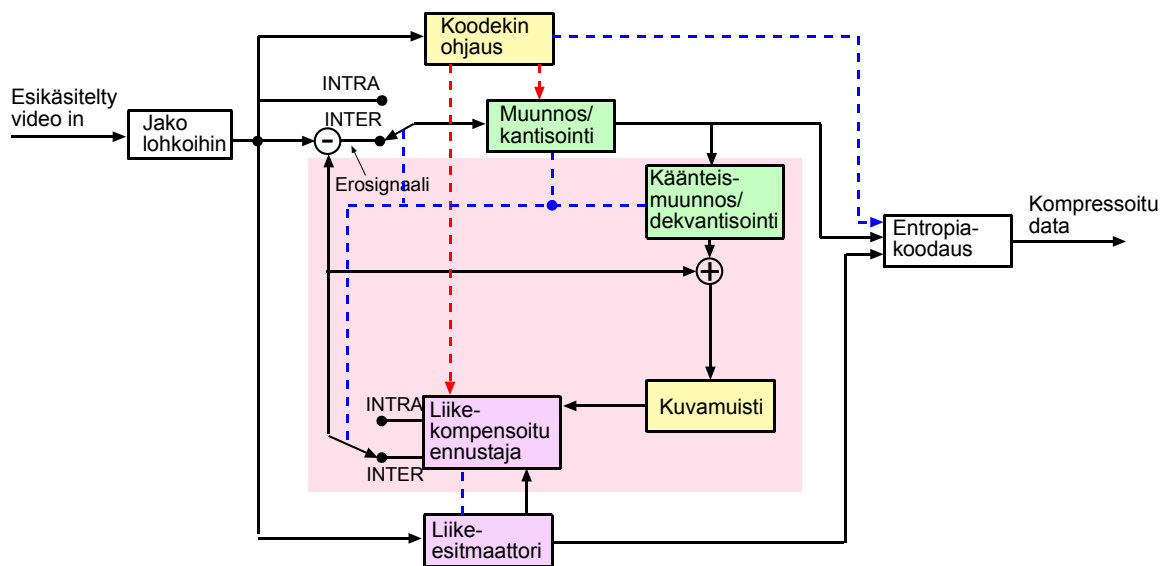 Koodekin
ohjaus
INTRA
Esikäsitelty
video in
Jako
lohkoihin
INTER
-
Erosignaali
Muunnos/
kantisointi
Käänteis-
muunnos/
dekvantisointi
Entropia-
koodaus
Kompressoitu
data
+
Kuvamuisti
INTRA
Liike-
kompensoitu
ennustaja
INTER
Liike-
esitmaattori